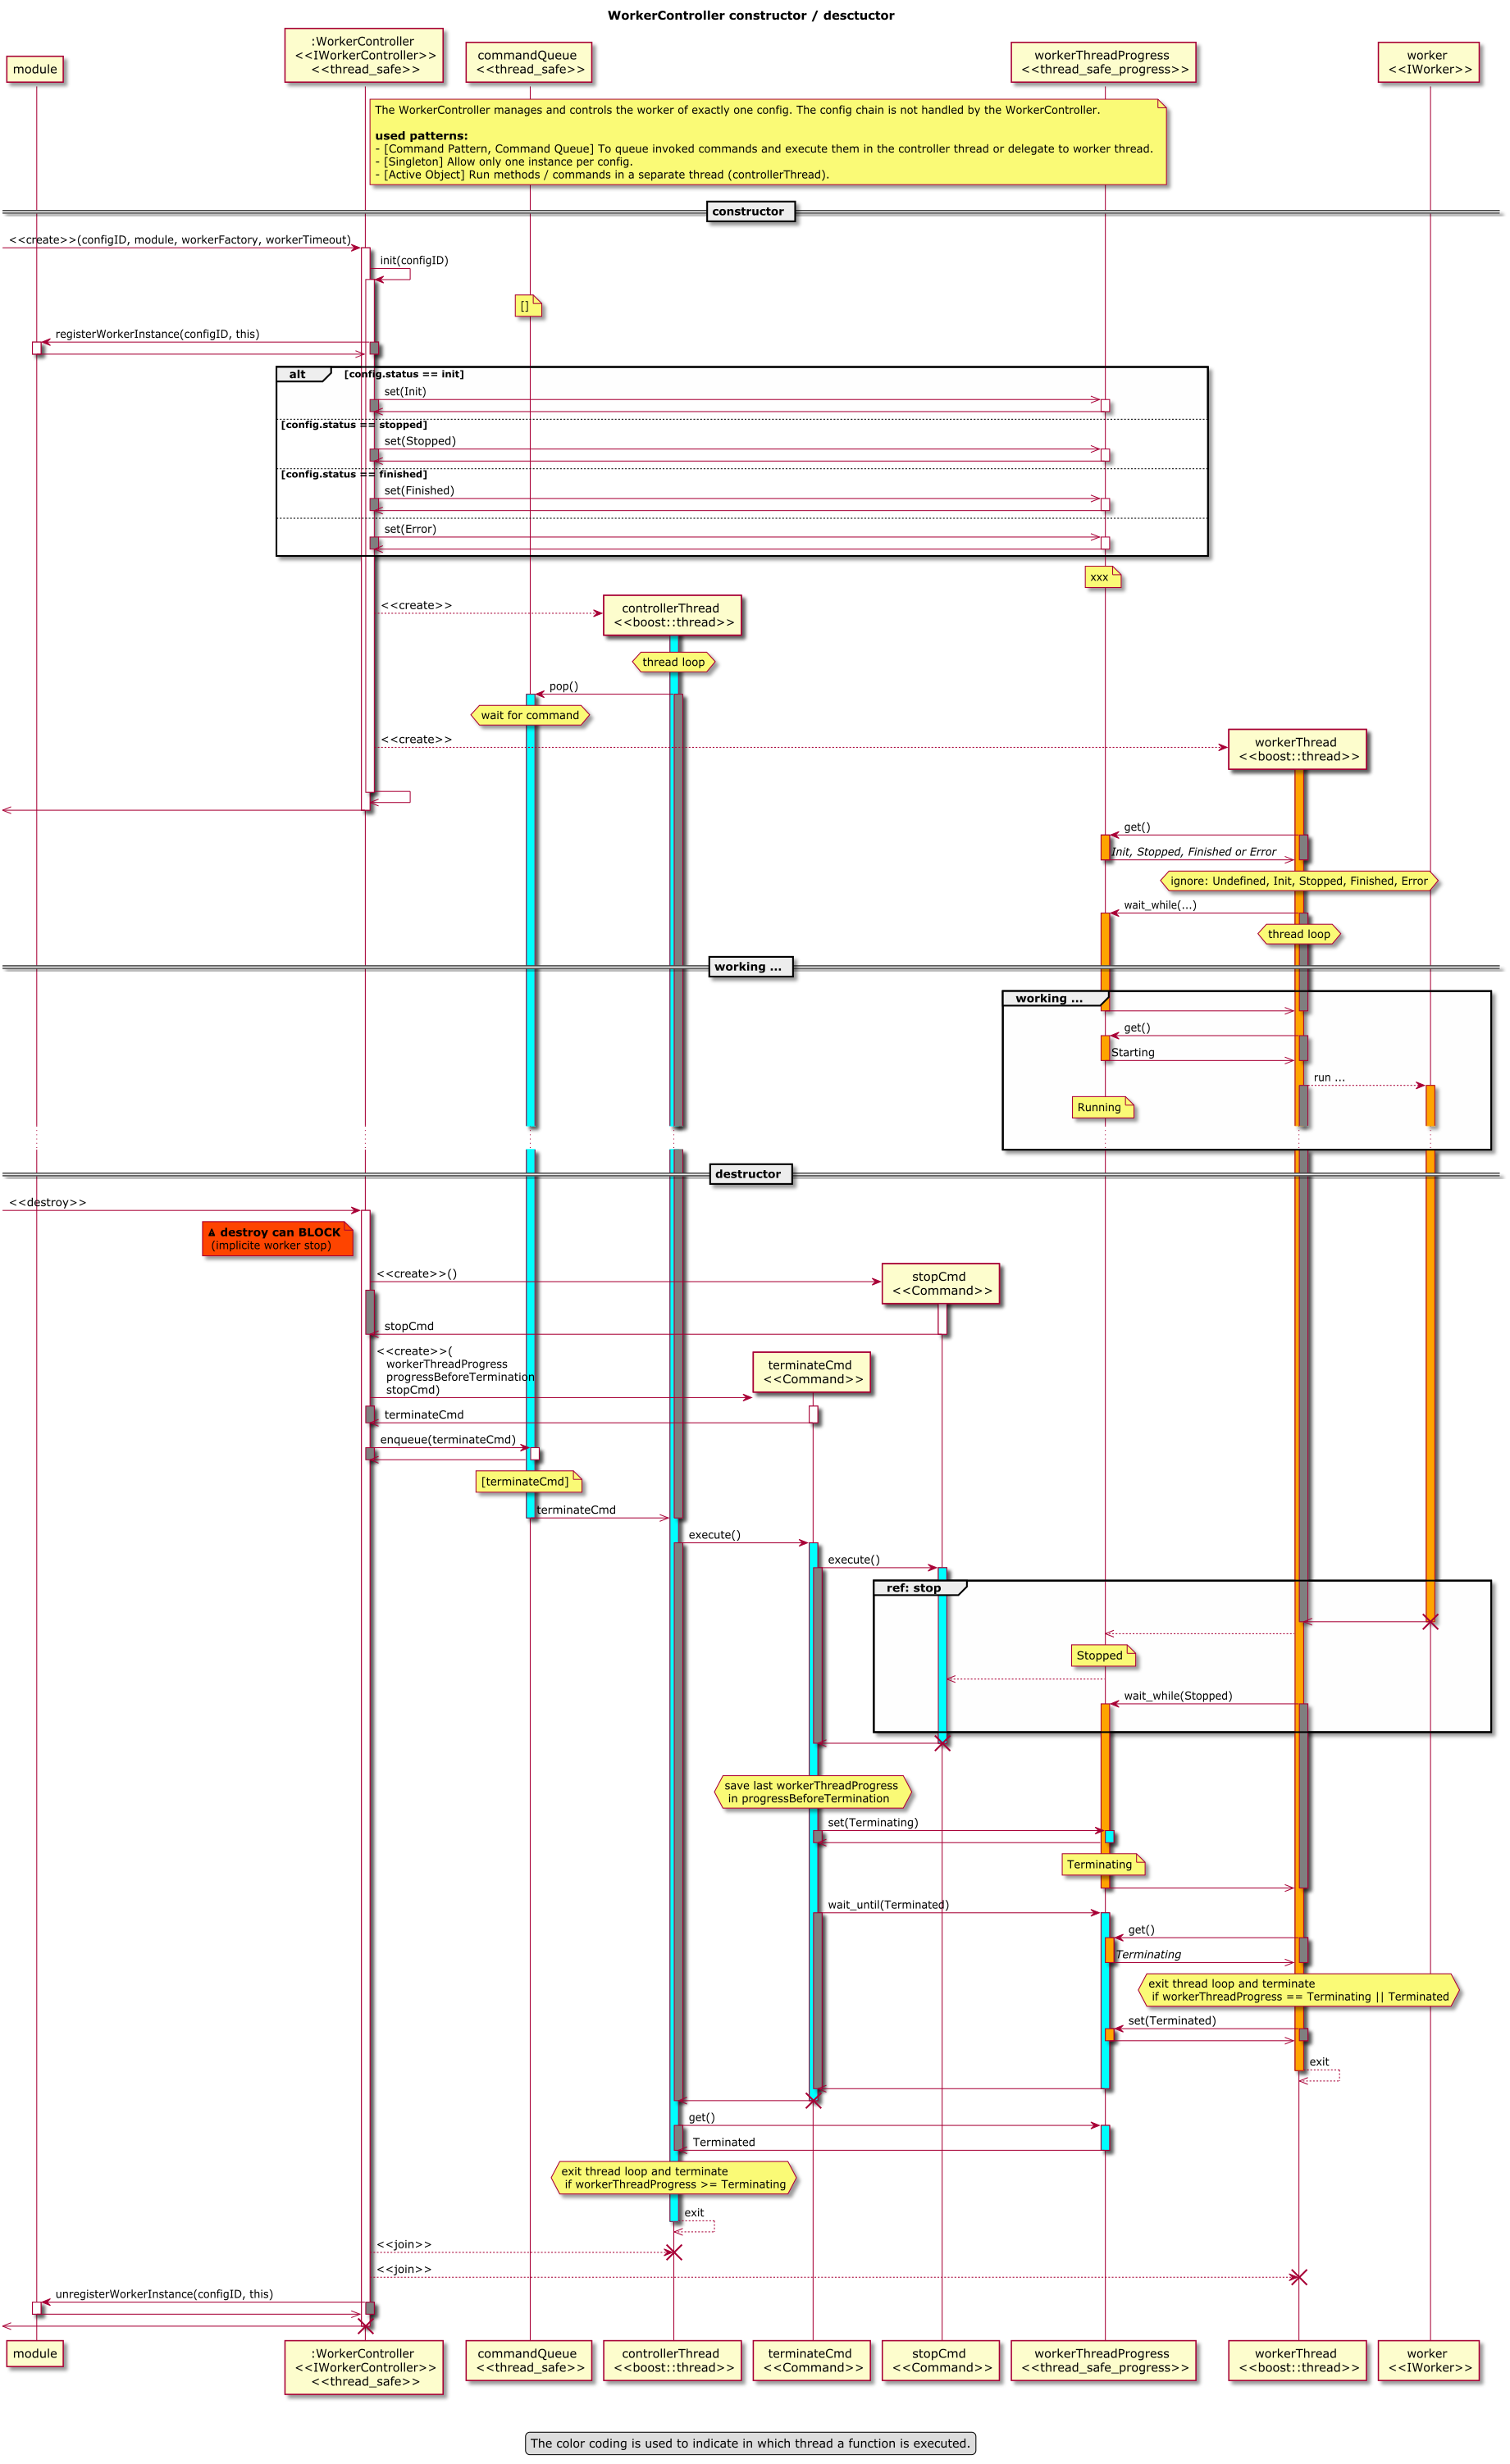 WorkerController constructor / desctuctor
module
:WorkerController
<<IWorkerController>>
<<thread_safe>>
commandQueue
<<thread_safe>>
workerThreadProgress
<<thread_safe_progress>>
worker
<<IWorker>>
The WorkerController manages and controls the worker of exactly one config. The config chain is not handled by the WorkerController.
used patterns:
- [Command Pattern, Command Queue] To queue invoked commands and execute them in the controller thread or delegate to worker thread.
- [Singleton] Allow only one instance per config.
- [Active Object] Run methods / commands in a separate thread (controllerThread).
constructor
<<create>>(configID, module, workerFactory, workerTimeout)
init(configID)
[]
registerWorkerInstance(configID, this)
alt [config.status == init]
set(Init)
[config.status == stopped]
set(Stopped)
[config.status == finished]
set(Finished)
set(Error)
xxx
<<create>>
controllerThread
<<boost::thread>>
thread loop
pop()
wait for command
<<create>>
workerThread
<<boost::thread>>
get()
Init, Stopped, Finished or Error
ignore: Undefined, Init, Stopped, Finished, Error
wait_while(...)
thread loop
working ...
working ...
get()
Starting
run ...
Running
destructor
<<destroy>>
▲ destroy can BLOCK
(implicite worker stop)
<<create>>()
stopCmd
<<Command>>
stopCmd
<<create>>(
workerThreadProgress
progressBeforeTermination
stopCmd)
terminateCmd
<<Command>>
terminateCmd
enqueue(terminateCmd)
[terminateCmd]
terminateCmd
execute()
execute()
ref: stop
Stopped
wait_while(Stopped)
save last workerThreadProgress
in progressBeforeTermination
set(Terminating)
Terminating
wait_until(Terminated)
get()
Terminating
exit thread loop and terminate
if workerThreadProgress == Terminating || Terminated
set(Terminated)
exit
get()
Terminated
exit thread loop and terminate
if workerThreadProgress >= Terminating
exit
<<join>>
<<join>>
unregisterWorkerInstance(configID, this)
module
:WorkerController
<<IWorkerController>>
<<thread_safe>>
commandQueue
<<thread_safe>>
controllerThread
<<boost::thread>>
terminateCmd
<<Command>>
stopCmd
<<Command>>
workerThreadProgress
<<thread_safe_progress>>
workerThread
<<boost::thread>>
worker
<<IWorker>>
The color coding is used to indicate in which thread a function is executed.